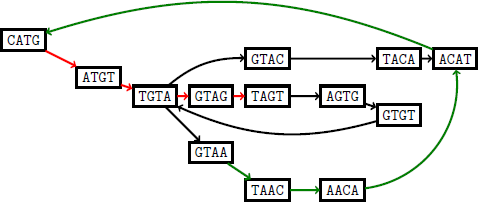 GTAC TACA ACAT
CATG
ATGT
TGTA GTAG TAGT AGTG
GTGT
GTAA
TAAC AACA